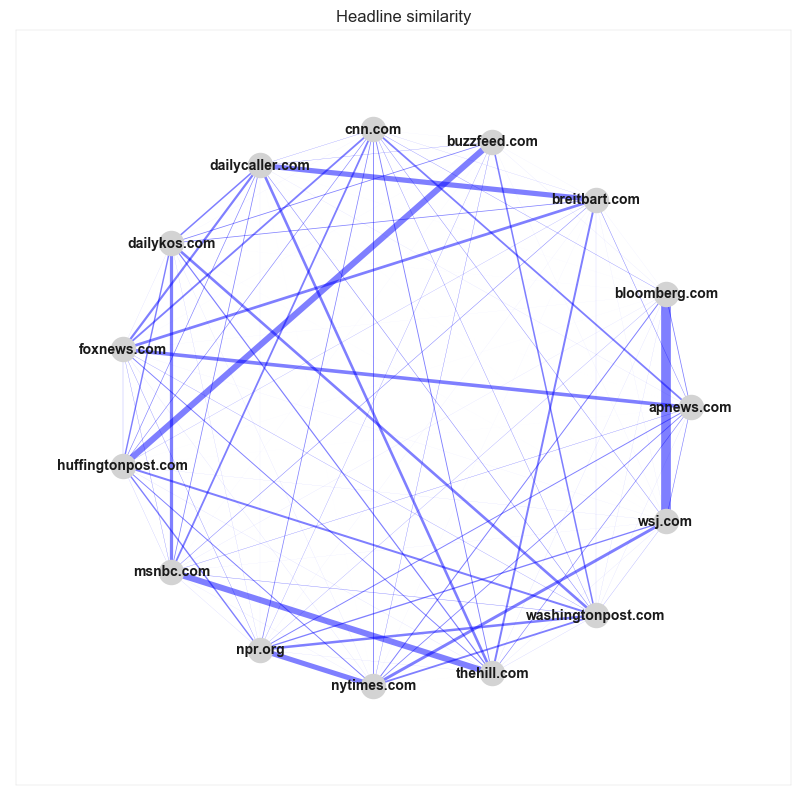 Headline similarity
cnn.com
buzzfeed.com
dailycaller.com
breitbart.com
dailykos.com
bloomberg.com
foxnews.com
apnews.com
huffingtonpost.com
wsj.com
msnbc.com
washingtonpost.com
npr.org
thehill.com
nytimes.com